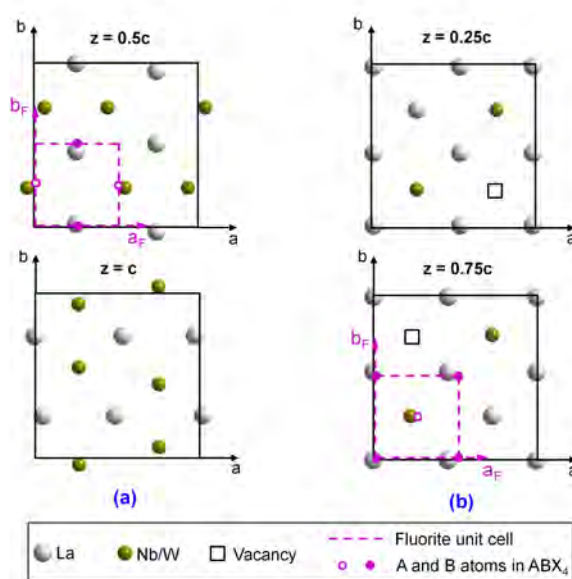 b
z = 0.5c
b_F
a_F
a
b
z = 0.25c
a
z = c
a
b
z = 0.75c
b_F
a_F
a
(a)
(b)
La
Nb/W
Vacancy
Fluorite unit cell
A and B atoms in ABX₄